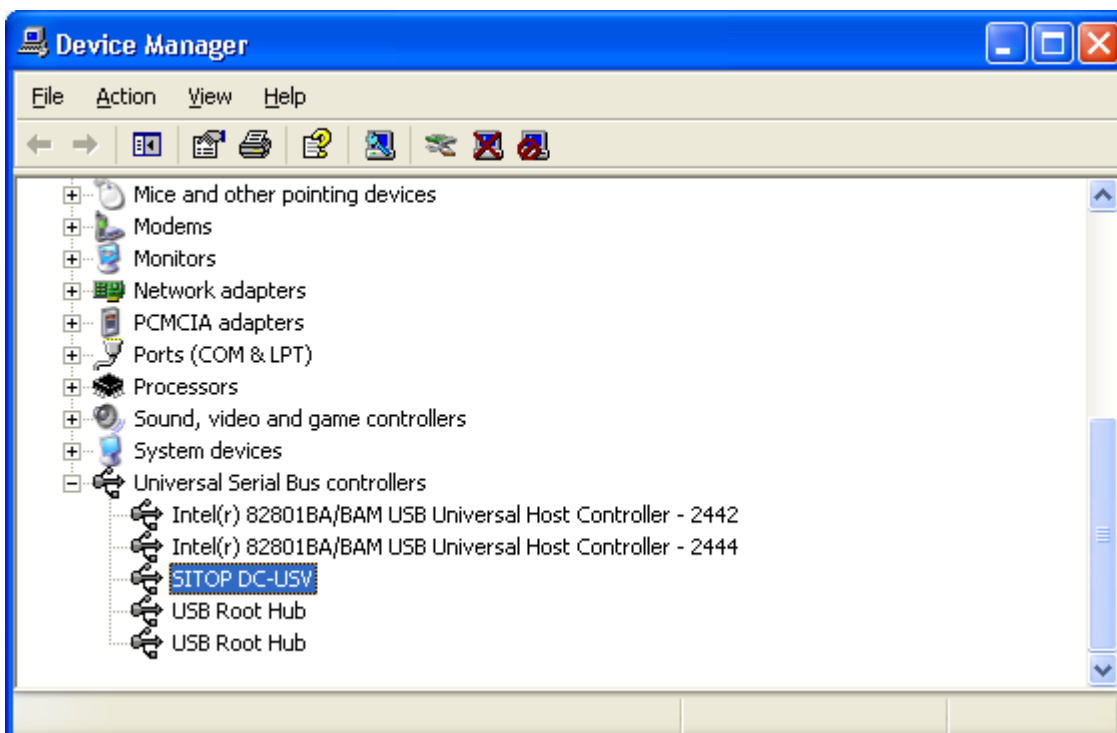 Device Manager
File Action View Help
Mice and other pointing devices
Modems
Monitors
Network adapters
PCMCIA adapters
Ports (COM & LPT)
Processors
Sound, video and game controllers
System devices
Universal Serial Bus controllers
Intel(r) 82801BA/BAM USB Universal Host Controller - 2442
Intel(r) 82801BA/BAM USB Universal Host Controller - 2444
SITOP DC-USV
USB Root Hub
USB Root Hub